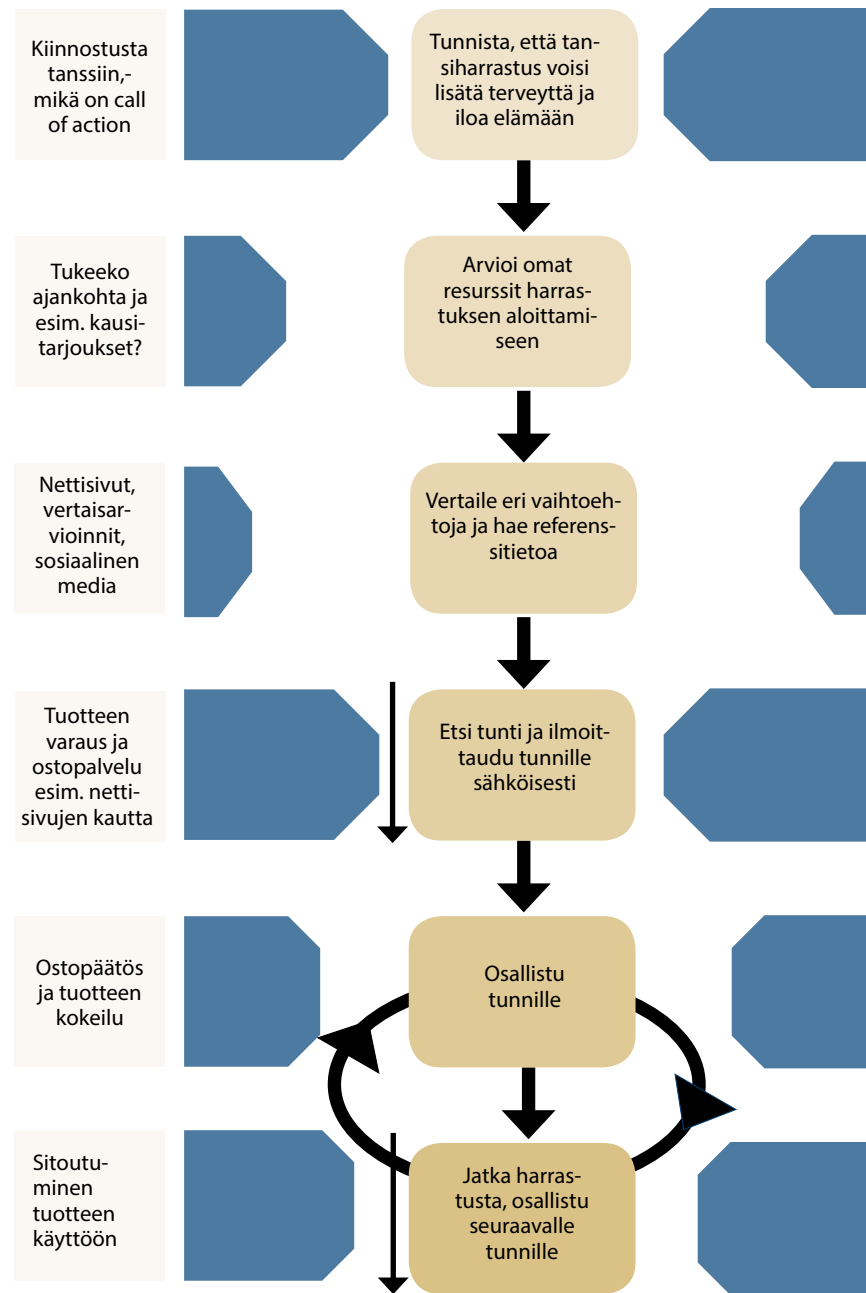 Kiinnostusta
tanssiin,-
mikä on call
of action
Tunnista, että tan-
siharrastus voisi
lisätä terveyttä ja
iloa elämään
Tukeeko
ajankohta ja
esim. kausi-
tarjoukset?
Arvioi omat
resurssit harras-
tuksen aloittami-
seen
Nettisivut,
vertaisar-
vioinnit,
sosiaalinen
media
Vertaile eri vaihtoeh-
toja ja hae referens-
sitietoa
Tuotteen
varaus ja
ostopalvelu
esim. netti-
sivujen kautta
Etsi tunti ja ilmoit-
taudu tunnille
sähköisesti
Ostopäätös
ja tuotteen
kokeilu
Osallistu
tunnille
Sitoutu-
minen
tuotteen
käyttöön
Jatka harras-
tusta, osallistu
seuraavalle
tunnille